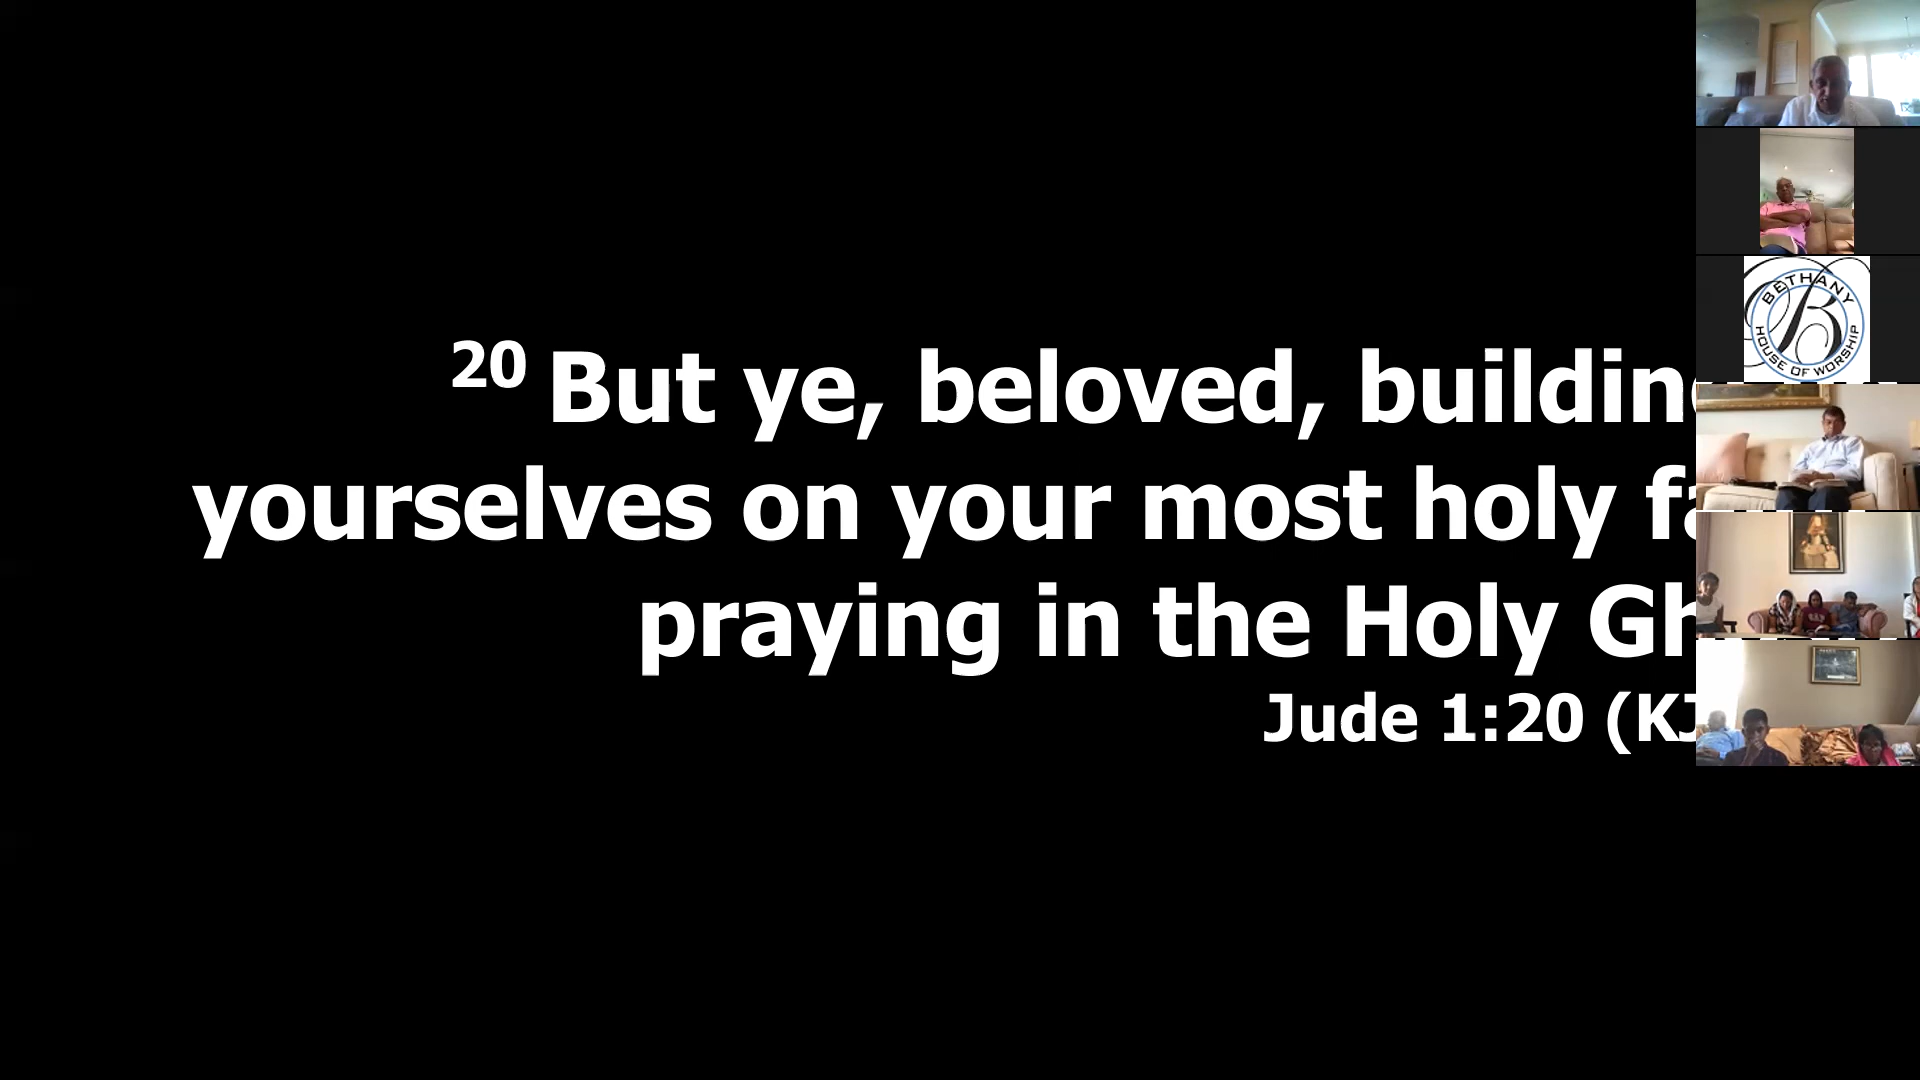 20 But ye, beloved, buildin
yourselves on your most holy fa
praying in the Holy Gh
Jude 1:20 (KJ
BETHANY
B
HOUSE OF WORSHIP